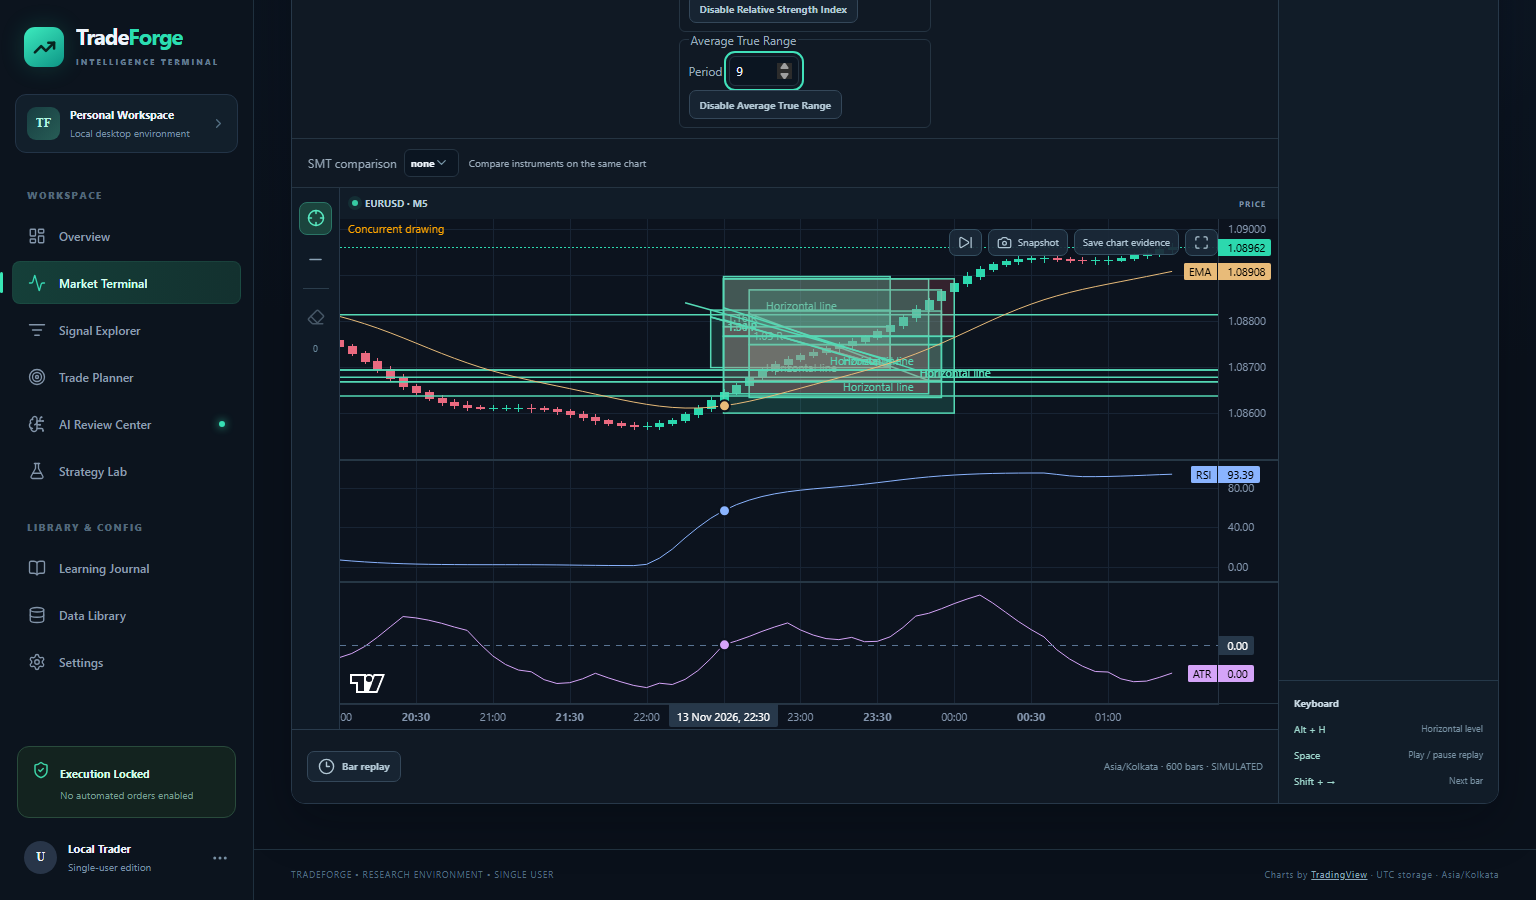 TradeForge
INTELLIGENCE TERMINAL
TF
Personal Workspace
Local desktop environment
WORKSPACE
Overview
Market Terminal
Signal Explorer
Trade Planner
AI Review Center
Strategy Lab
LIBRARY & CONFIG
Learning Journal
Data Library
Settings
Execution Locked
No automated orders enabled
U
Local Trader
Single-user edition
Disable Relative Strength Index
Average True Range
Period 9
Disable Average True Range
SMT comparison none Compare instruments on the same chart
EURUSD · M5
PRICE
Concurrent drawing
Snapshot
Save chart evidence
0
1.09000
1.08962
EMA 1.08908
1.08800
1.08700
1.08600
Horizontal line
Horizontal line
Horizontal line
Horizontal line
RSI 93.39
80.00
40.00
0.00
0.00
ATR 0.00
:00 20:30 21:00 21:30 22:00 13 Nov 2026, 22:30 23:00 23:30 00:00 00:30 01:00
Bar replay
Asia/Kolkata · 600 bars · SIMULATED
Keyboard
Alt + H Horizontal level
Space Play / pause replay
Shift + → Next bar
TRADEFORGE • RESEARCH ENVIRONMENT • SINGLE USER
Charts by TradingView · UTC storage · Asia/Kolkata